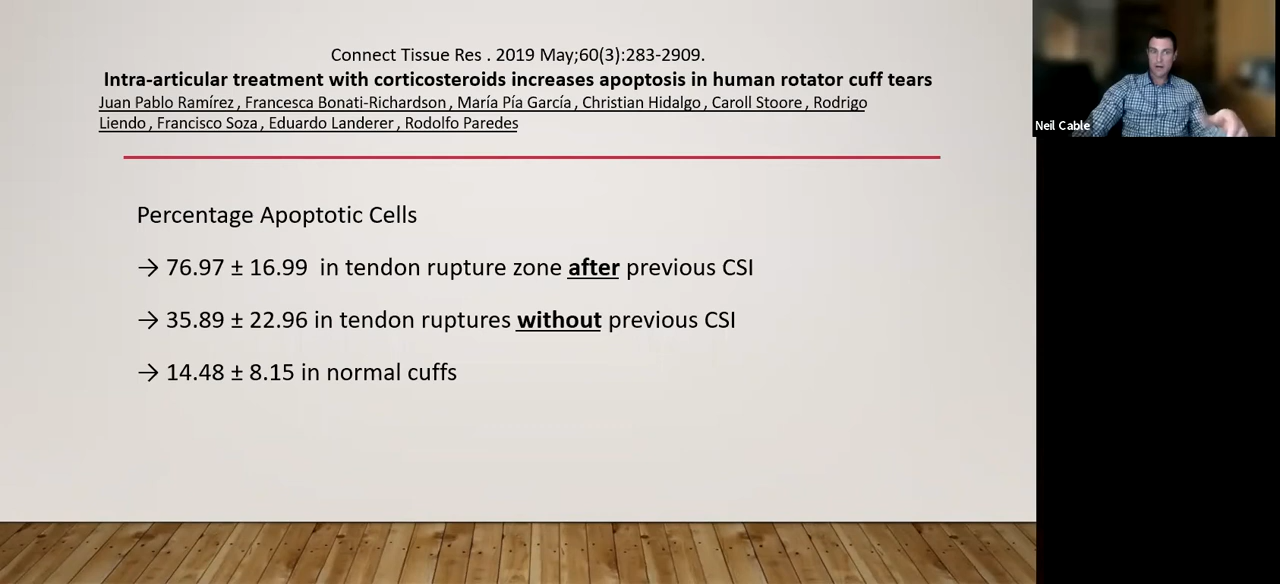 Connect Tissue Res . 2019 May;60(3):283-2909.
Intra-articular treatment with corticosteroids increases apoptosis in human rotator cuff tears
Juan Pablo Ramírez , Francesca Bonati-Richardson , María Pía García , Christian Hidalgo , Caroll Stoore , Rodrigo
Liendo , Francisco Soza , Eduardo Landerer , Rodolfo Paredes
Percentage Apoptotic Cells
→ 76.97 ± 16.99 in tendon rupture zone after previous CSI
→ 35.89 ± 22.96 in tendon ruptures without previous CSI
→ 14.48 ± 8.15 in normal cuffs
Neil Cable